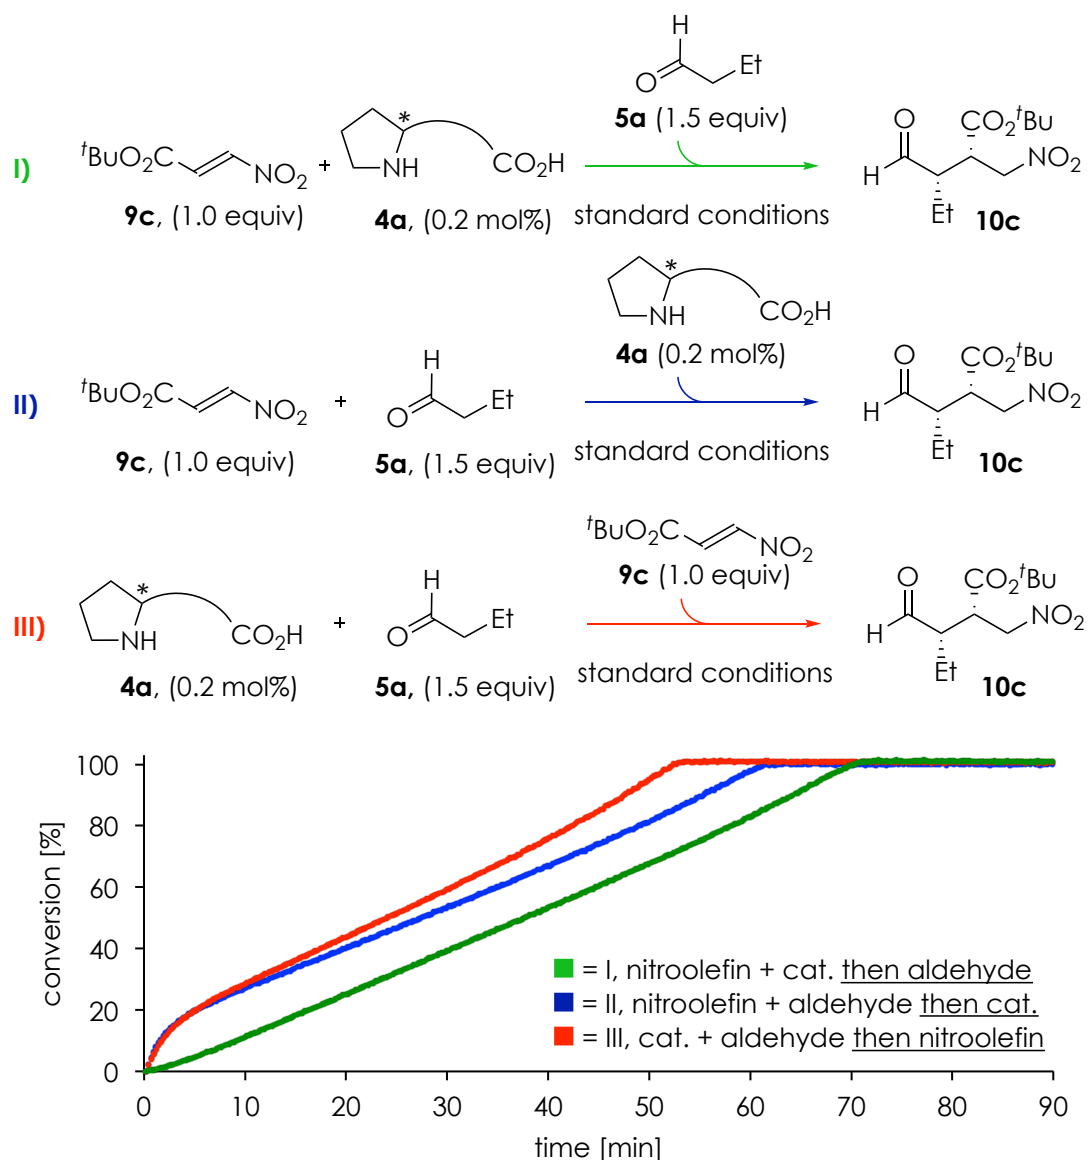 H
O
Et
5a (1.5 equiv)
I)
tBuO2C
NO2
+
*
NH
CO2H
O
H
CO2tBu
NO2
Et
9c, (1.0 equiv)
4a, (0.2 mol%)
standard conditions
10c
*
NH
CO2H
4a (0.2 mol%)
II)
tBuO2C
NO2
+
H
O
Et
O
H
CO2tBu
NO2
Et
9c, (1.0 equiv)
5a, (1.5 equiv)
standard conditions
10c
tBuO2C
NO2
9c (1.0 equiv)
III)
*
NH
CO2H
+
H
O
Et
O
H
CO2tBu
NO2
Et
4a, (0.2 mol%)
5a, (1.5 equiv)
standard conditions
10c
conversion [%]
100
80
60
40
20
0
= I, nitroolefin + cat. then aldehyde
= II, nitroolefin + aldehyde then cat.
= III, cat. + aldehyde then nitroolefin
0 10 20 30 40 50 60 70 80 90
time [min]